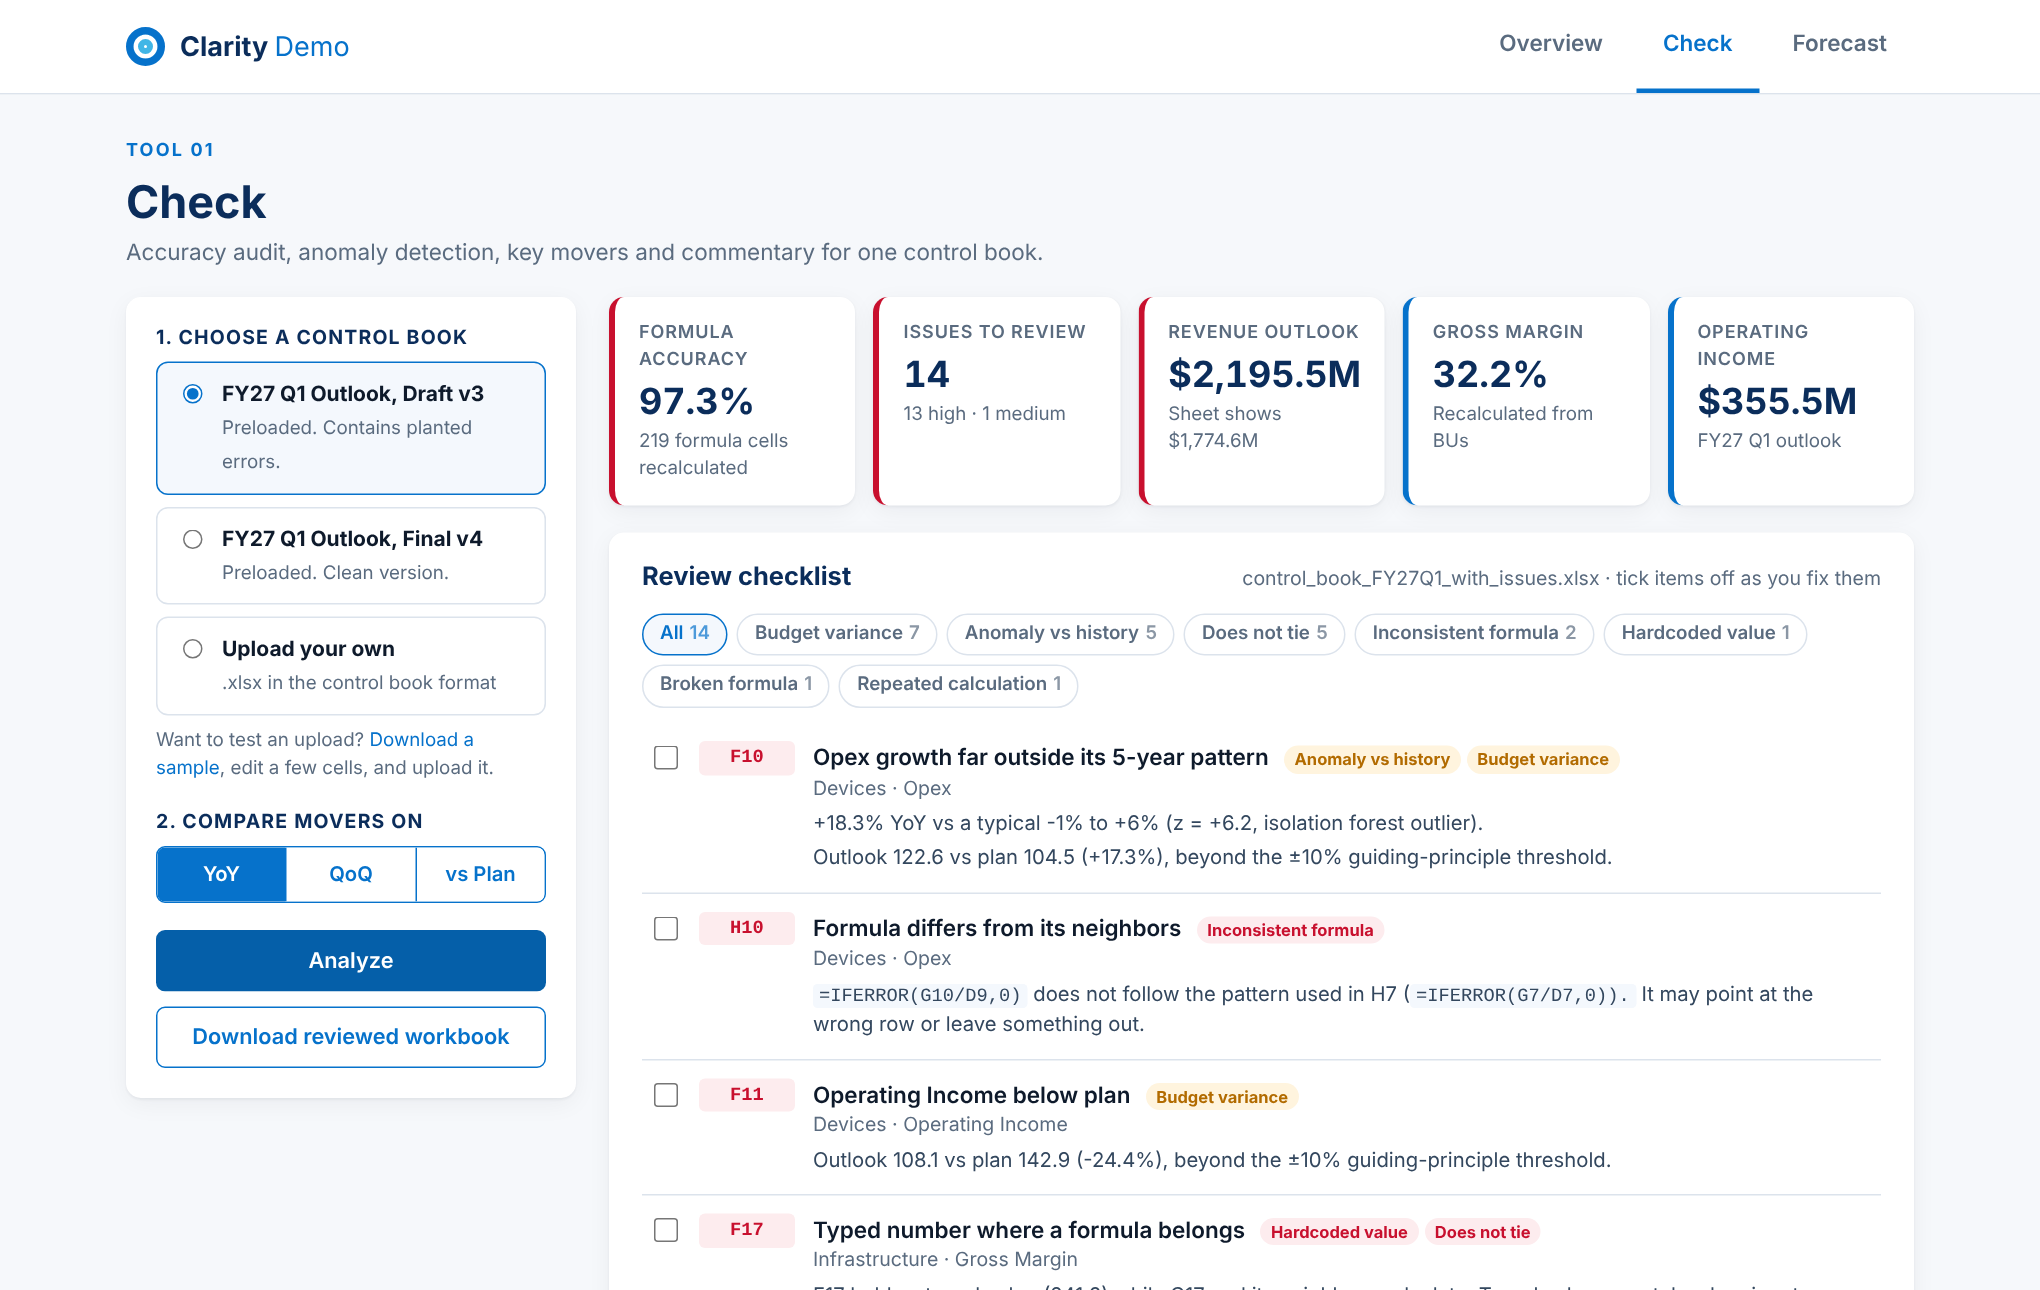 Clarity Demo
Overview
Check
Forecast
TOOL 01
Check
Accuracy audit, anomaly detection, key movers and commentary for one control book.
1. CHOOSE A CONTROL BOOK
FY27 Q1 Outlook, Draft v3
Preloaded. Contains planted
errors.
FY27 Q1 Outlook, Final v4
Preloaded. Clean version.
Upload your own
.xlsx in the control book format
Want to test an upload? Download a
sample, edit a few cells, and upload it.
2. COMPARE MOVERS ON
YoY
QoQ
vs Plan
Analyze
Download reviewed workbook
FORMULA
ACCURACY
97.3%
219 formula cells
recalculated
ISSUES TO REVIEW
14
13 high · 1 medium
REVENUE OUTLOOK
$2,195.5M
Sheet shows
$1,774.6M
GROSS MARGIN
32.2%
Recalculated from
BUs
OPERATING
INCOME
$355.5M
FY27 Q1 outlook
Review checklist
control_book_FY27Q1_with_issues.xlsx · tick items off as you fix them
All 14
Budget variance 7
Anomaly vs history 5
Does not tie 5
Inconsistent formula 2
Hardcoded value 1
Broken formula 1
Repeated calculation 1
F10
Opex growth far outside its 5-year pattern
Anomaly vs history
Budget variance
Devices · Opex
+18.3% YoY vs a typical -1% to +6% (z = +6.2, isolation forest outlier).
Outlook 122.6 vs plan 104.5 (+17.3%), beyond the ±10% guiding-principle threshold.
H10
Formula differs from its neighbors
Inconsistent formula
Devices · Opex
=IFERROR(G10/D9,0) does not follow the pattern used in H7 ( =IFERROR(G7/D7,0)). It may point at the
wrong row or leave something out.
F11
Operating Income below plan
Budget variance
Devices · Operating Income
Outlook 108.1 vs plan 142.9 (-24.4%), beyond the ±10% guiding-principle threshold.
F17
Typed number where a formula belongs
Hardcoded value
Does not tie
Infrastructure · Gross Margin